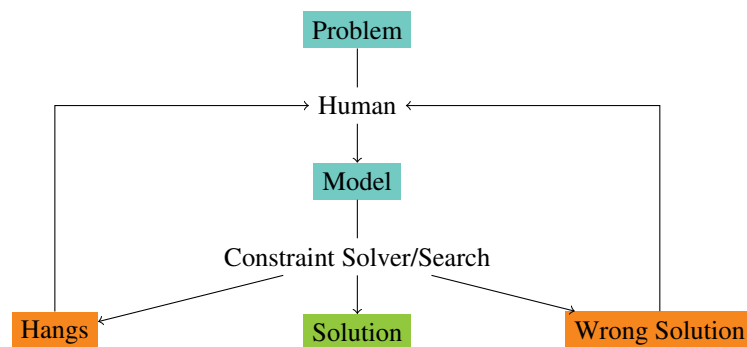 Problem
Human
Model
Constraint Solver/Search
Hangs
Solution
Wrong Solution